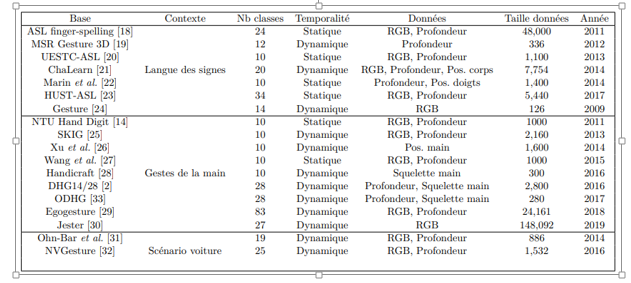 Base Contexte Nb classes Temporalité Données Taille données Année
ASL finger-spelling [18] 24 Statique RGB, Profondeur 48,000 2011
MSR Gesture 3D [19] 12 Dynamique Profondeur 336 2012
UESTC-ASL [20] 10 Statique RGB, Profondeur 1,100 2013
ChaLearn [21] Langue des signes 20 Dynamique RGB, Profondeur, Pos. corps 7,754 2014
Marin et al. [22] 10 Statique Profondeur, Pos. doigts 1,400 2014
HUST-ASL [23] 34 Statique RGB, Profondeur 5,440 2017
Gesture [24] 14 Dynamique RGB 126 2009
NTU Hand Digit [14] 10 Statique RGB, Profondeur 1000 2011
SKIG [25] 10 Dynamique RGB, Profondeur 2,160 2013
Xu et al. [26] 10 Dynamique Pos. main 1,600 2014
Wang et al. [27] 10 Statique RGB, Profondeur 1000 2015
Handicraft [28] Gestes de la main 10 Dynamique Squelette main 300 2016
DHG14/28 [2] 28 Dynamique Profondeur, Squelette main 2,800 2016
ODHG [33] 28 Dynamique Profondeur, Squelette main 280 2017
Egogesture [29] 83 Dynamique RGB, Profondeur 24,161 2018
Jester [30] 27 Dynamique RGB 148,092 2019
Ohn-Bar et al. [31] 19 Dynamique RGB, Profondeur 886 2014
NVGesture [32] Scénario voiture 25 Dynamique RGB, Profondeur 1,532 2016